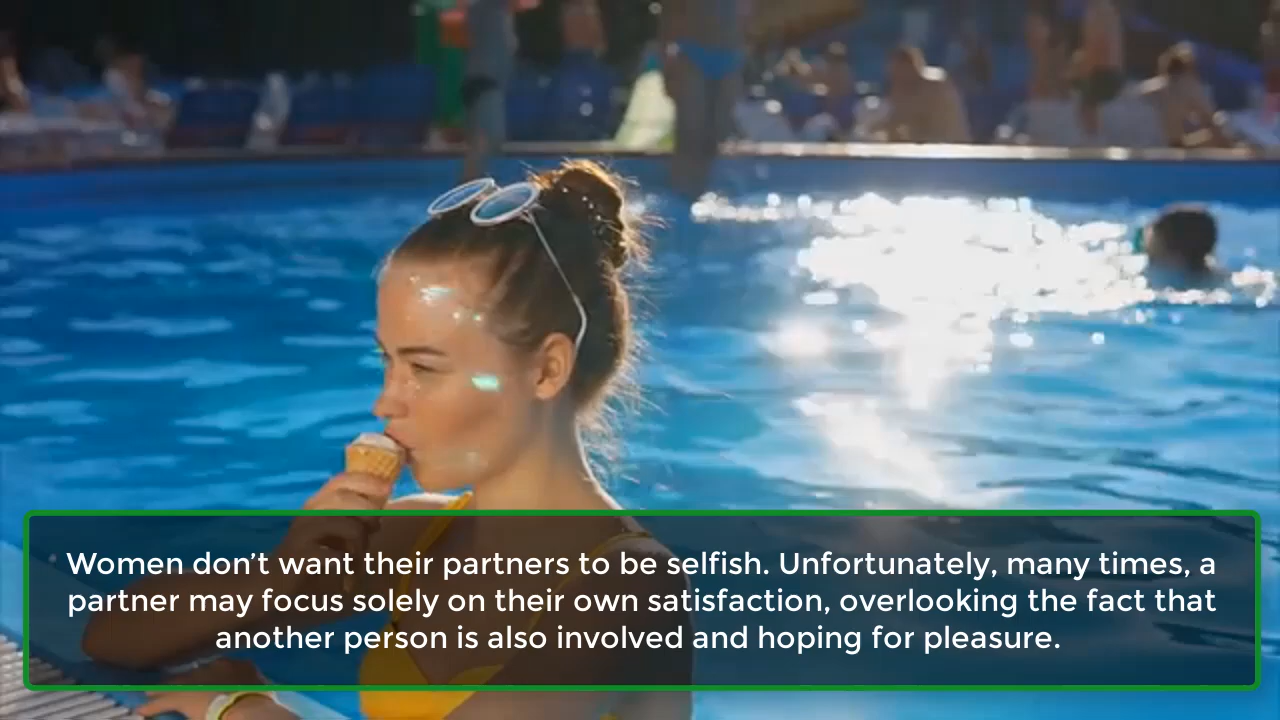 Women don’t want their partners to be selfish. Unfortunately, many times, a
partner may focus solely on their own satisfaction, overlooking the fact that
another person is also involved and hoping for pleasure.